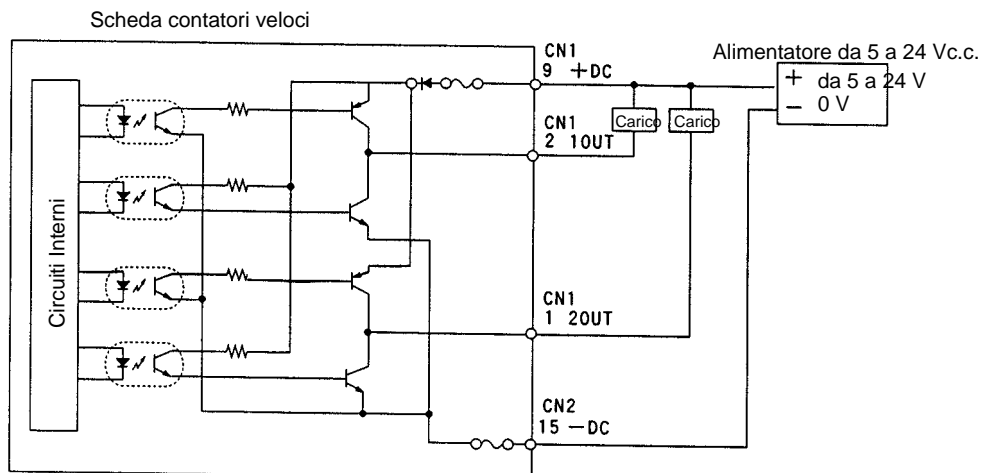 Scheda contatori veloci
CN1
9 +DC
Alimentatore da 5 a 24 Vc.c.
+ da 5 a 24 V
− 0 V
Carico
Carico
CN1
2 1OUT
Circuiti Interni
CN1
1 2OUT
CN2
15 −DC